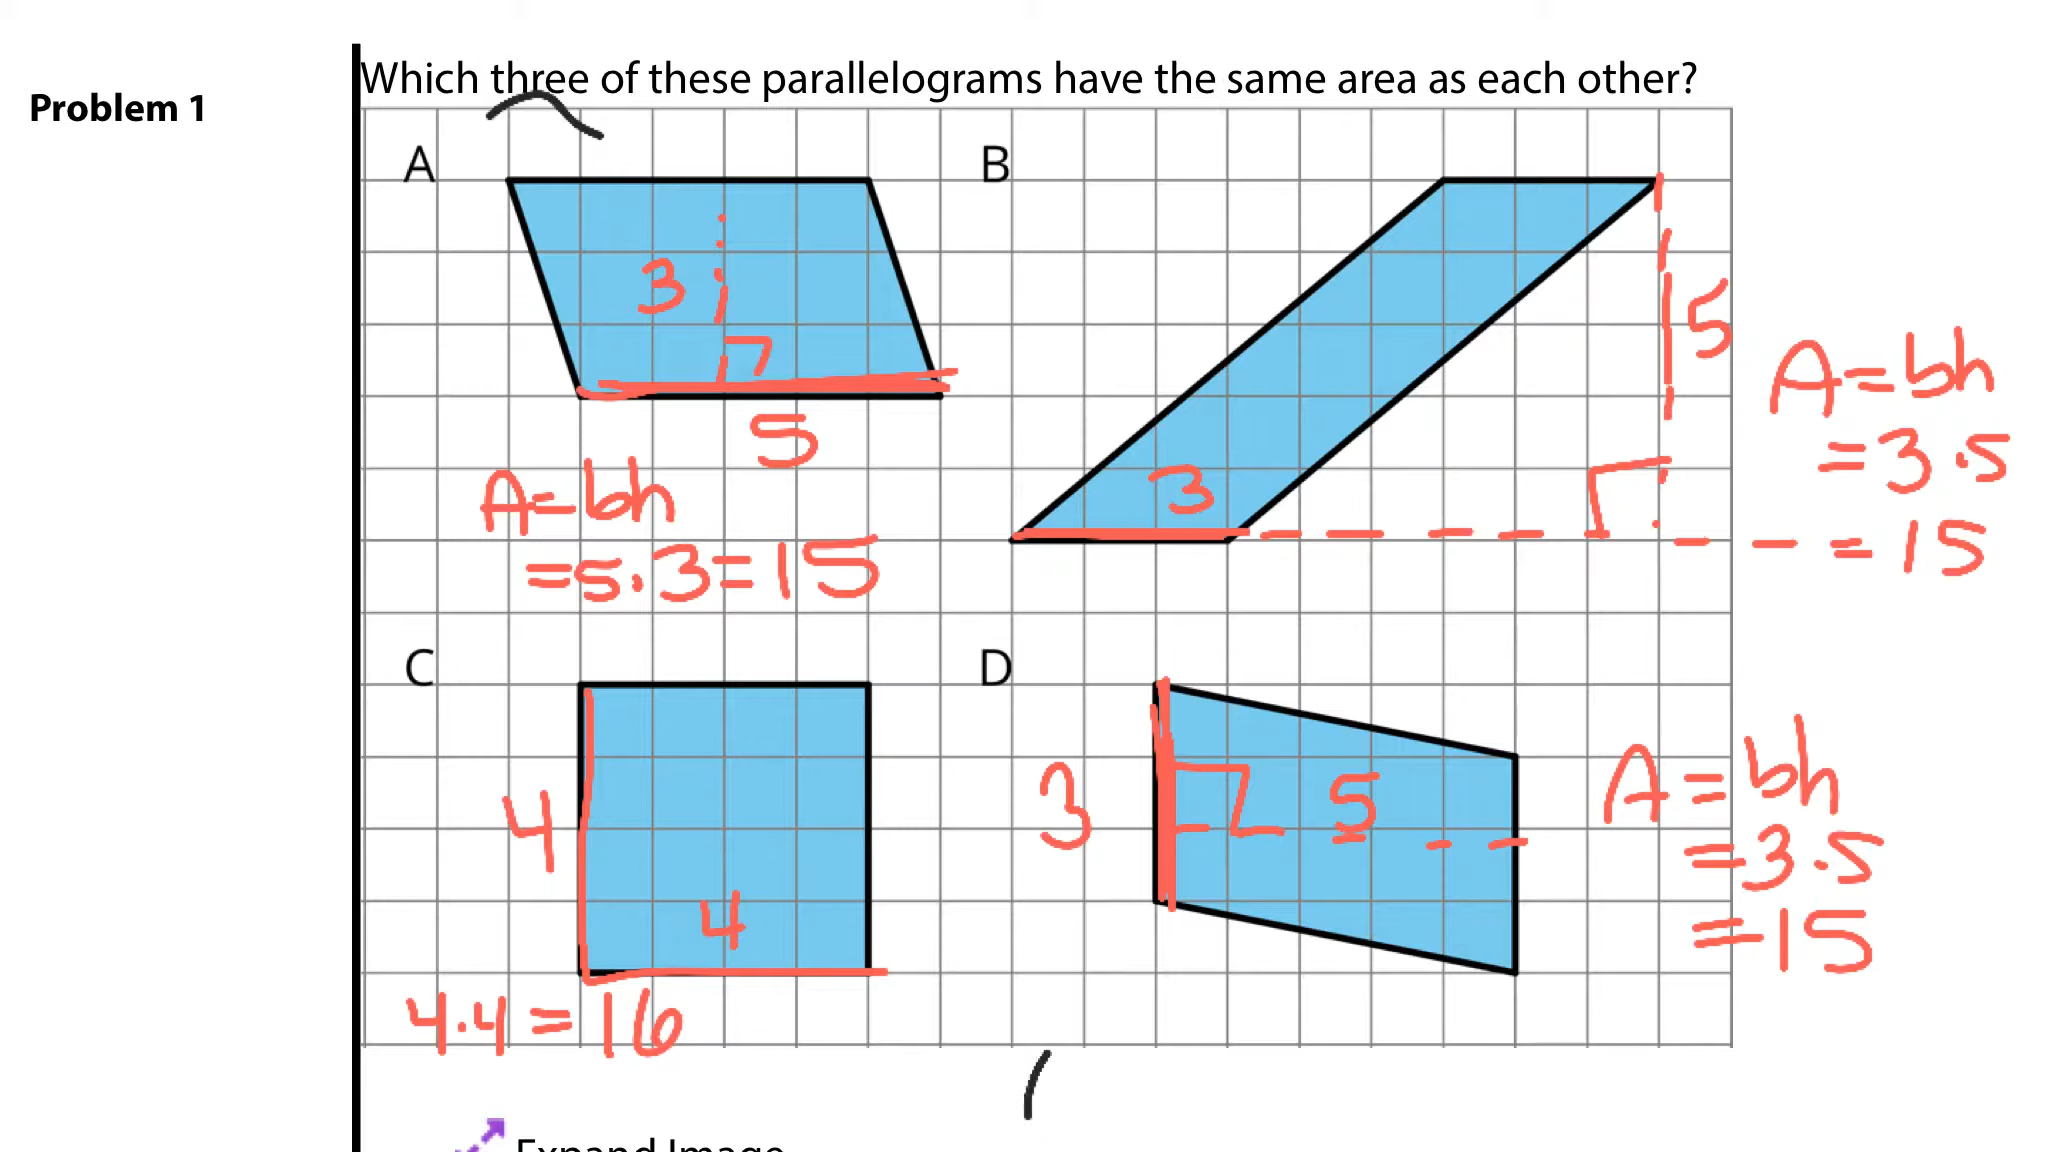 Problem 1
Which three of these parallelograms have the same area as each other?
A
B
3
5
5
A=bh
=5.3=15
3
A=bh
=3.5
=15
C
D
4
4
4.4=16
3
5
A=bh
=3.5
=15
Expand Image